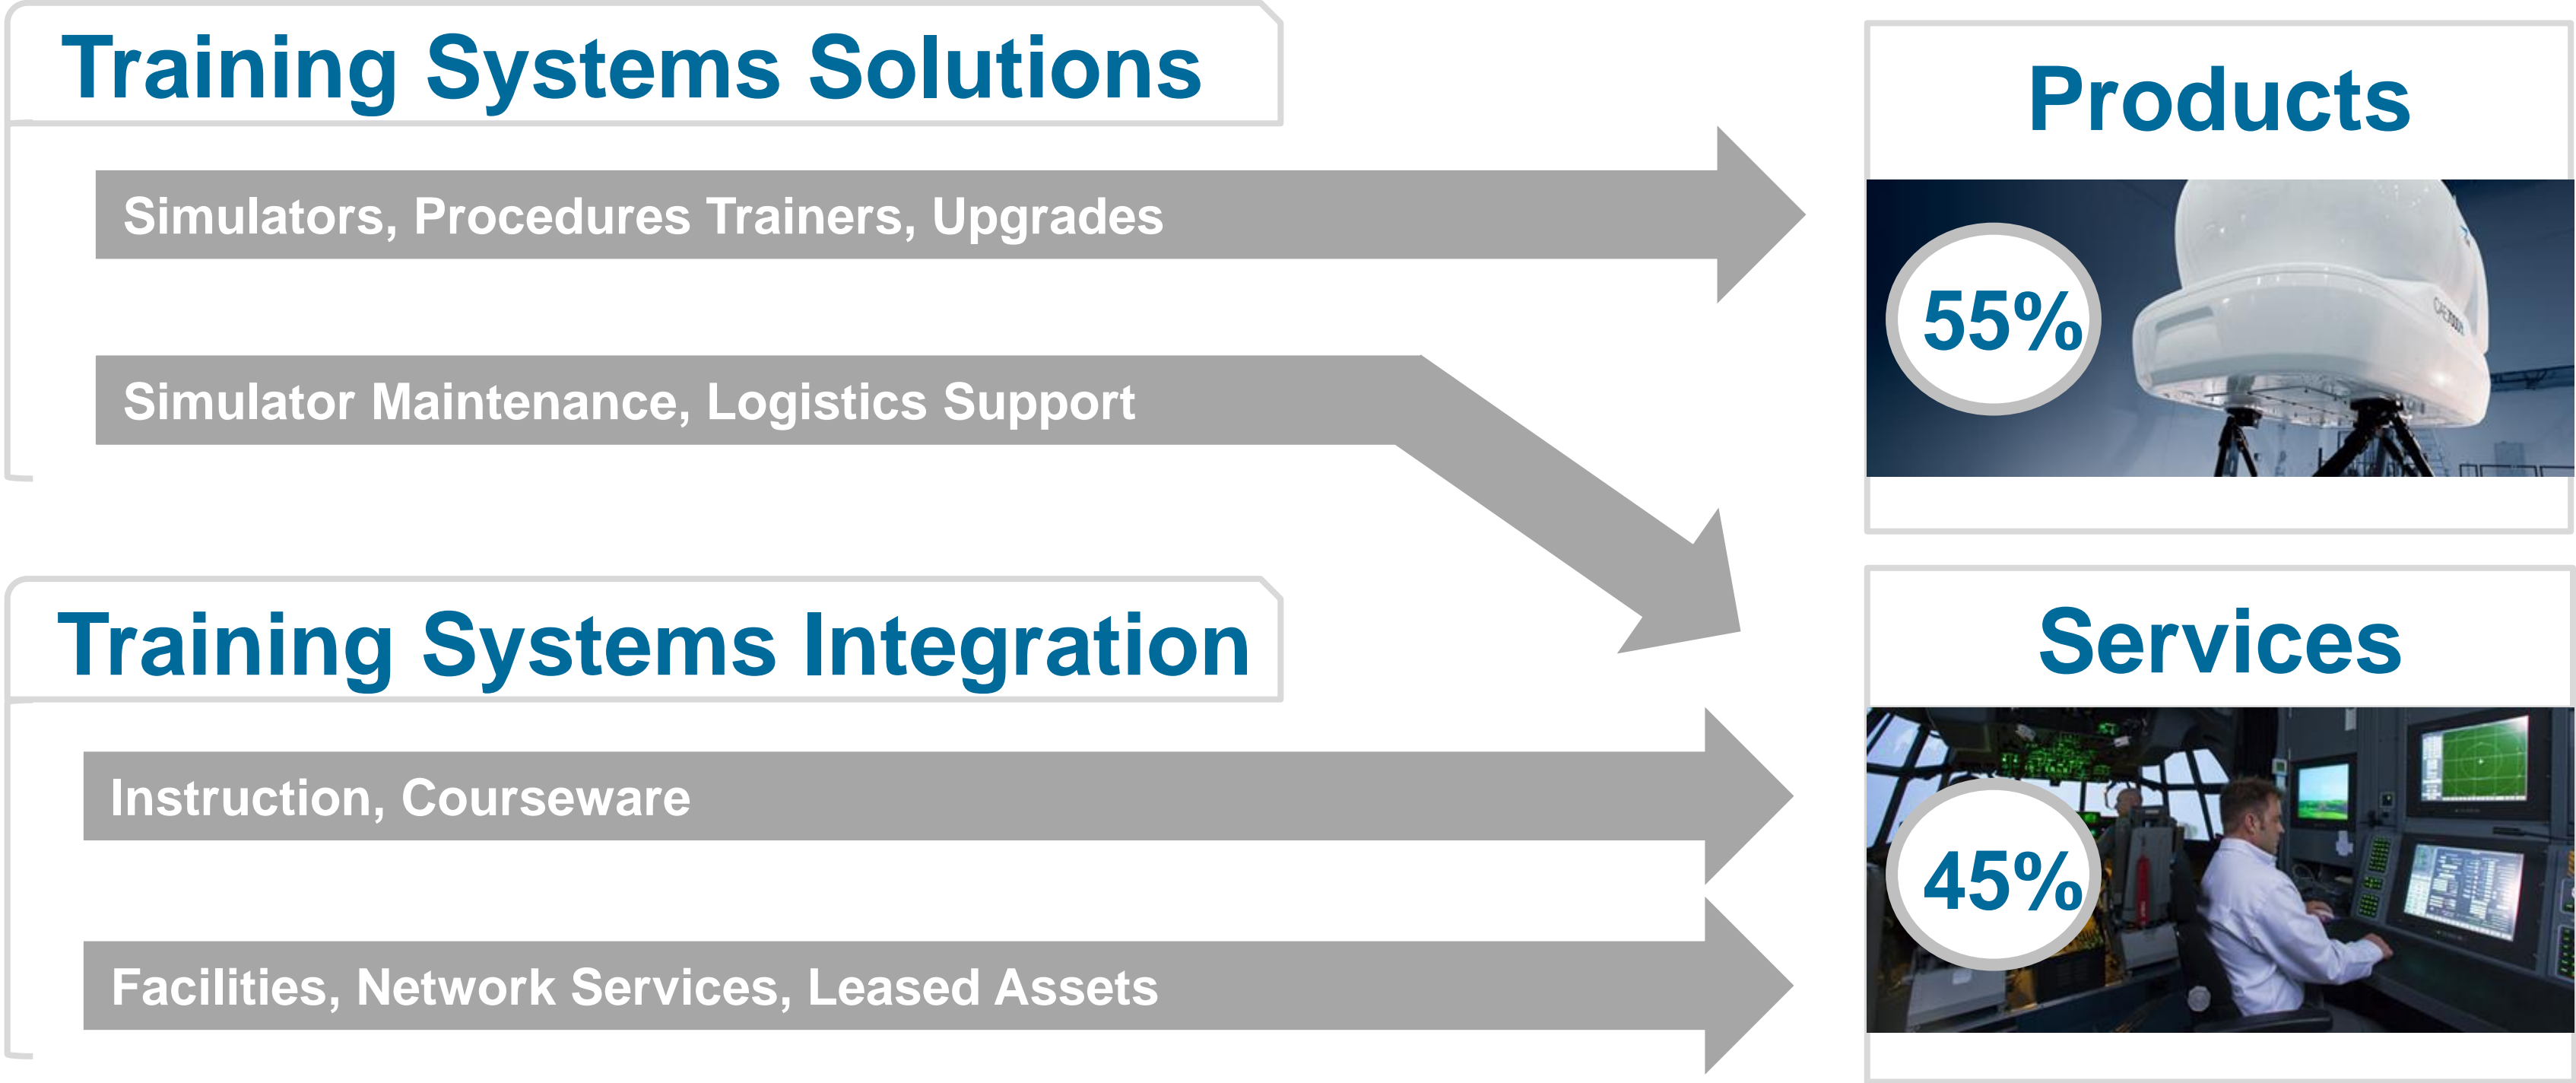 Training Systems Solutions
Simulators, Procedures Trainers, Upgrades
Simulator Maintenance, Logistics Support
Training Systems Integration
Instruction, Courseware
Facilities, Network Services, Leased Assets
Products
55%
Services
45%